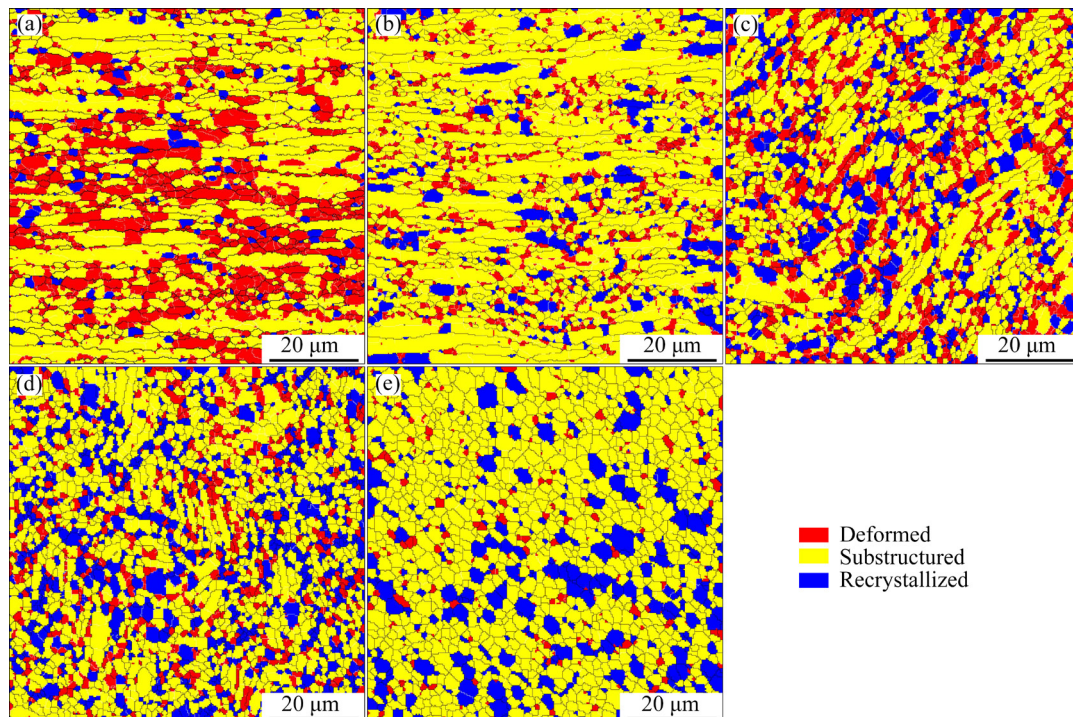 (a)
(b)
(c)
20 μm
20 μm
20 μm
(d)
(e)
20 μm
20 μm
Deformed
Substructured
Recrystallized